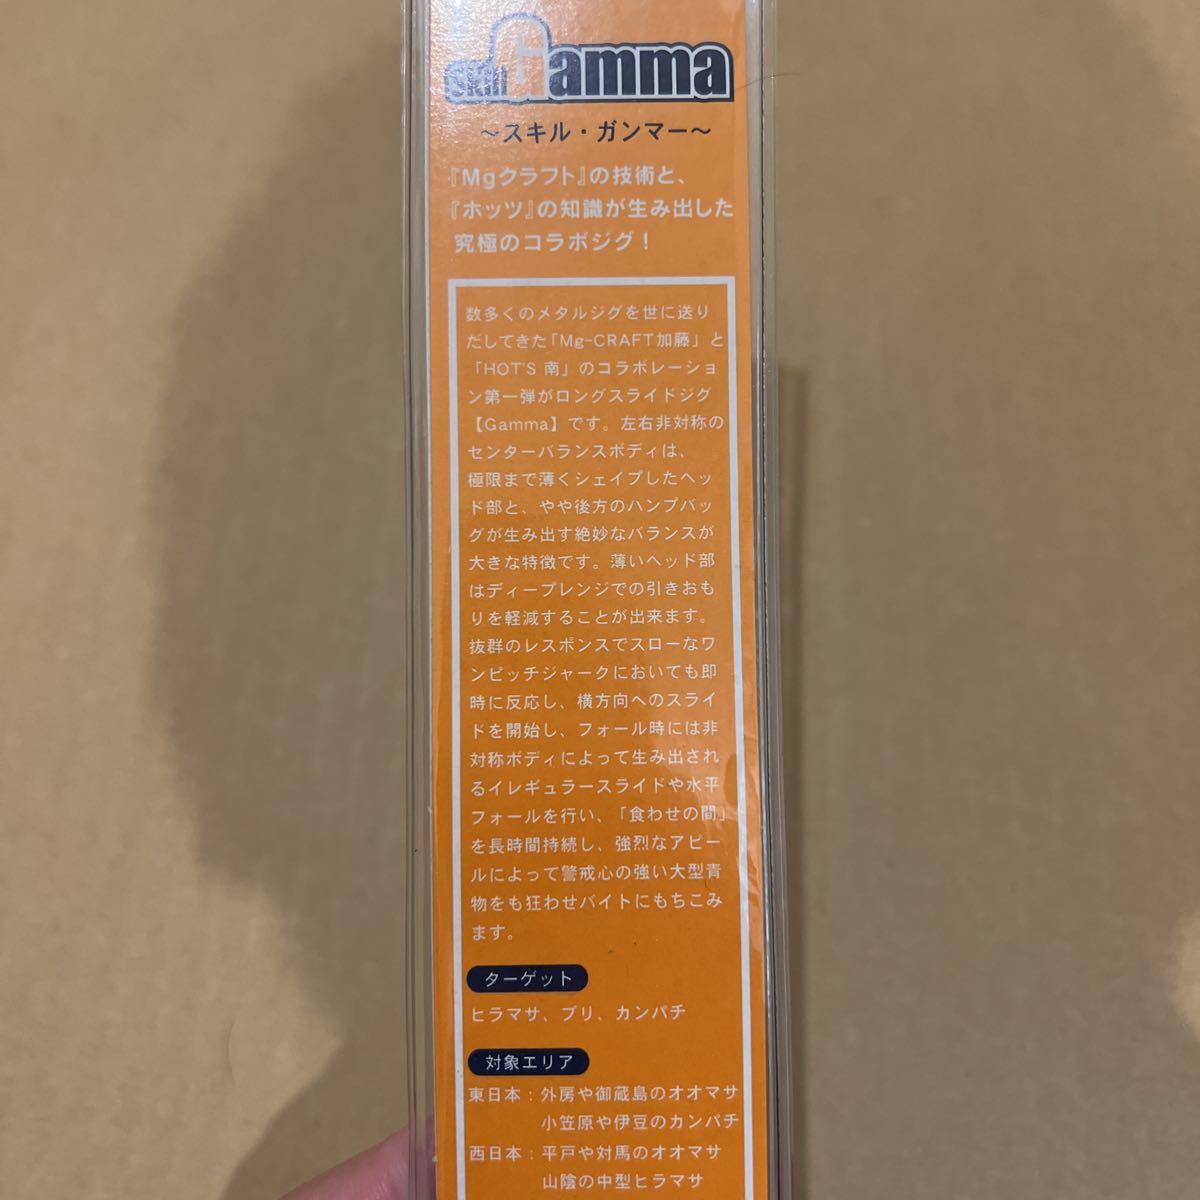 Skill Gamma
～スキル・ガンマー～
『Mgクラフト』の技術と、
『ホッツ』の知識が生み出した
究極のコラボジグ！
数多くのメタルジグを世に送り
だしてきた「Mg-CRAFT加藤」と
「HOT'S 南」のコラボレーショ
ン第一弾がロングスライドジグ
【Gamma】です。左右非対称の
センターバランスボディは、
極限まで薄くシェイプしたヘッ
ド部と、やや後方のハンプバッ
グが生み出す絶妙なバランスが
大きな特徴です。薄いヘッド部
はディープレンジでの引きおも
りを軽減することが出来ます。
抜群のレスポンスでスローなワ
ンピッチジャークにおいても即
時に反応し、横方向へのスライ
ドを開始し、フォール時には非
対称ボディによって生み出され
るイレギュラースライドや水平
フォールを行い、「食わせの間」
を長時間持続し、強烈なアピー
ルによって警戒心の強い大型青
物をも狂わせバイトにもちこみ
ます。
ターゲット
ヒラマサ、ブリ、カンパチ
対象エリア
東日本：外房や御蔵島のオオマサ
小笠原や伊豆のカンパチ
西日本：平戸や対馬のオオマサ
山陰の中型ヒラマサ